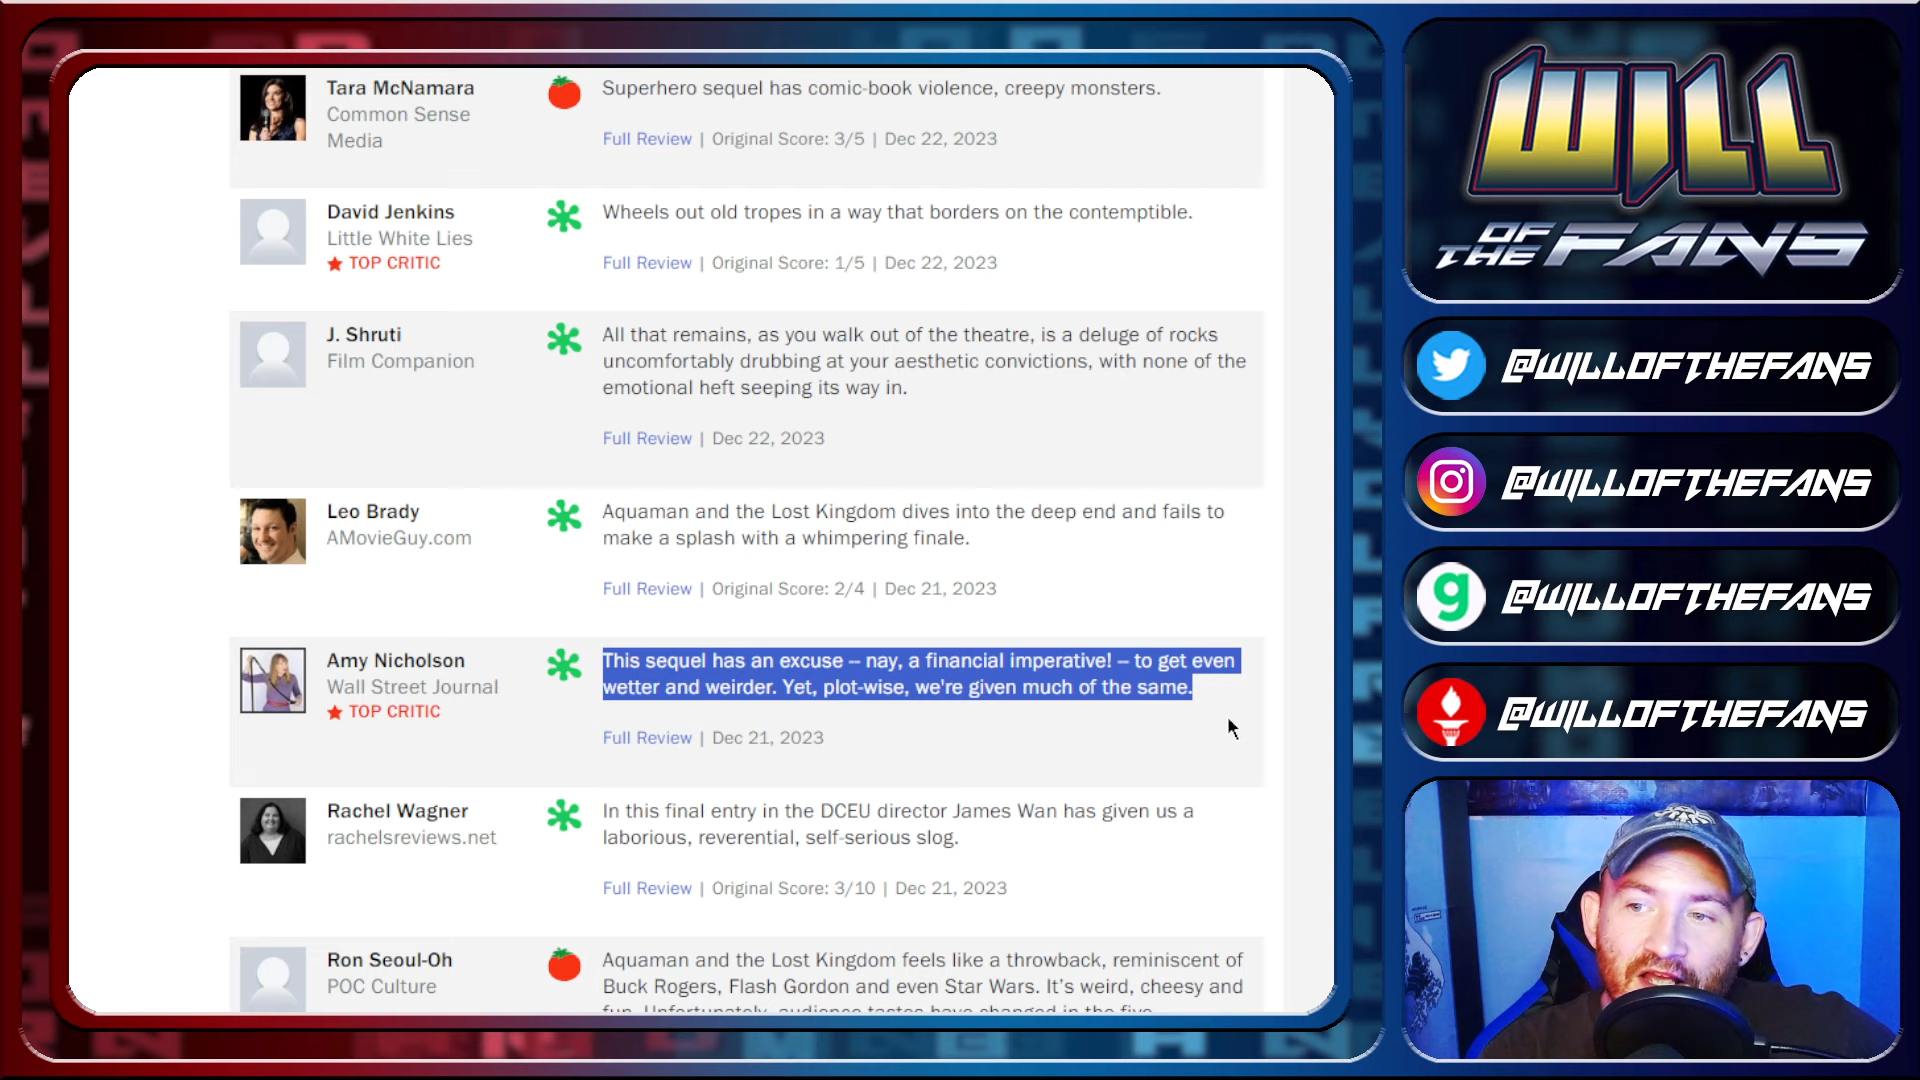 Tara McNamara
Common Sense
Media
Superhero sequel has comic-book violence, creepy monsters.
Full Review | Original Score: 3/5 | Dec 22, 2023
David Jenkins
Little White Lies
TOP CRITIC
Wheels out old tropes in a way that borders on the contemptible.
Full Review | Original Score: 1/5 | Dec 22, 2023
J. Shruti
Film Companion
All that remains, as you walk out of the theatre, is a deluge of rocks
uncomfortably drubbing at your aesthetic convictions, with none of the
emotional heft seeping its way in.
Full Review | Dec 22, 2023
Leo Brady
AMovieGuy.com
Aquaman and the Lost Kingdom dives into the deep end and fails to
make a splash with a whimpering finale.
Full Review | Original Score: 2/4 | Dec 21, 2023
Amy Nicholson
Wall Street Journal
TOP CRITIC
This sequel has an excuse -- nay, a financial imperative! -- to get even
wetter and weirder. Yet, plot-wise, we're given much of the same.
Full Review | Dec 21, 2023
Rachel Wagner
rachelsreviews.net
In this final entry in the DCEU director James Wan has given us a
laborious, reverential, self-serious slog.
Full Review | Original Score: 3/10 | Dec 21, 2023
Ron Seoul-Oh
POC Culture
Aquaman and the Lost Kingdom feels like a throwback, reminiscent of
Buck Rogers, Flash Gordon and even Star Wars. It's weird, cheesy and
fun. Unfortunately, audience tastes have changed in the five
WILL
OF THE FANS
@WILLOFTHEFANS
@WILLOFTHEFANS
g @WILLOFTHEFANS
@WILLOFTHEFANS